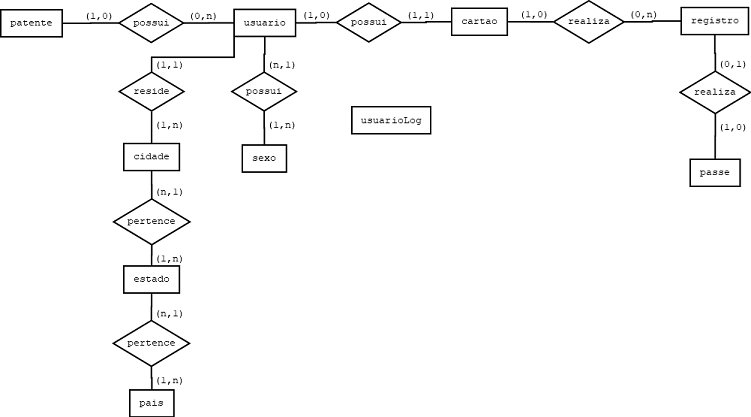 patente (1,0) possui (0,n) usuario (1,0) possui (1,1) cartao (1,0) realiza (0,n) registro
(1,1) (n,1) (0,1)
reside possui realiza
(1,n) (1,n) usuarioLog (1,0)
cidade sexo passe
(n,1)
pertence
(1,n)
estado
(n,1)
pertence
(1,n)
pais